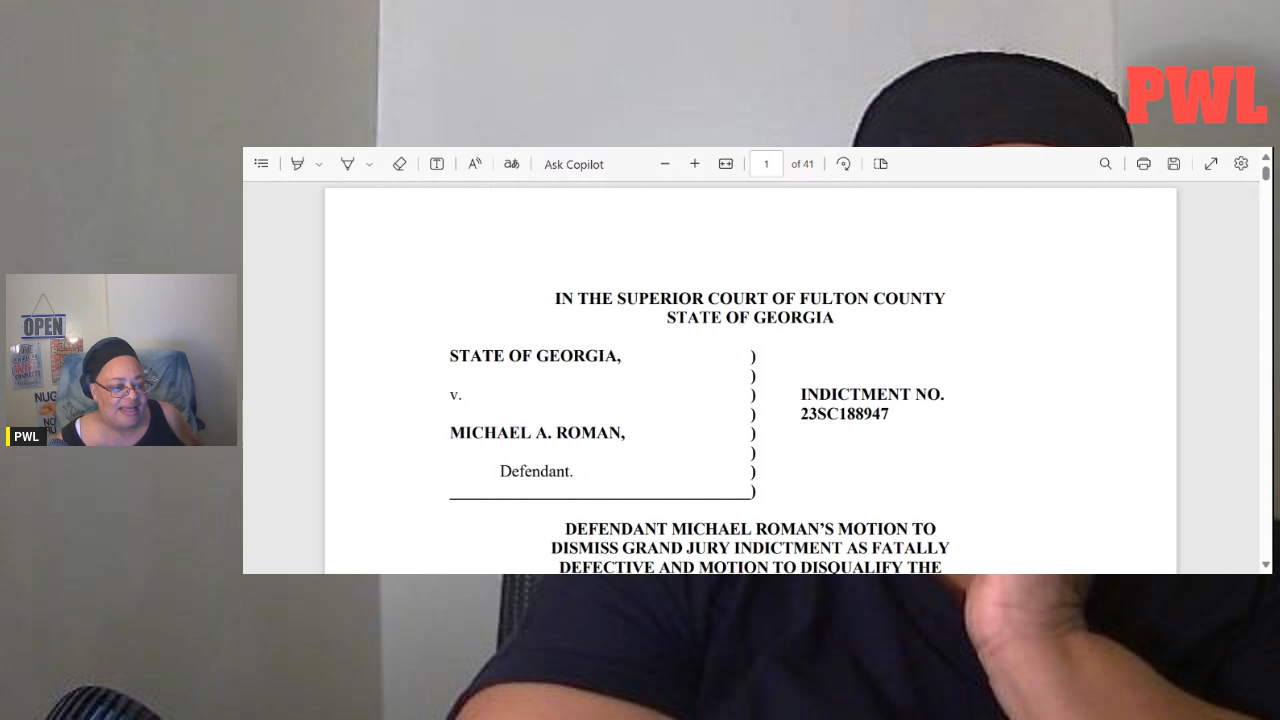 PWL
Ask Copilot
1 of 41
IN THE SUPERIOR COURT OF FULTON COUNTY
STATE OF GEORGIA
STATE OF GEORGIA, )
)
v. ) INDICTMENT NO.
) 23SC188947
MICHAEL A. ROMAN, )
)
Defendant. )
)
DEFENDANT MICHAEL ROMAN'S MOTION TO
DISMISS GRAND JURY INDICTMENT AS FATALLY
DEFECTIVE AND MOTION TO DISQUALIFY THE
OPEN
NUG
NO
PWL